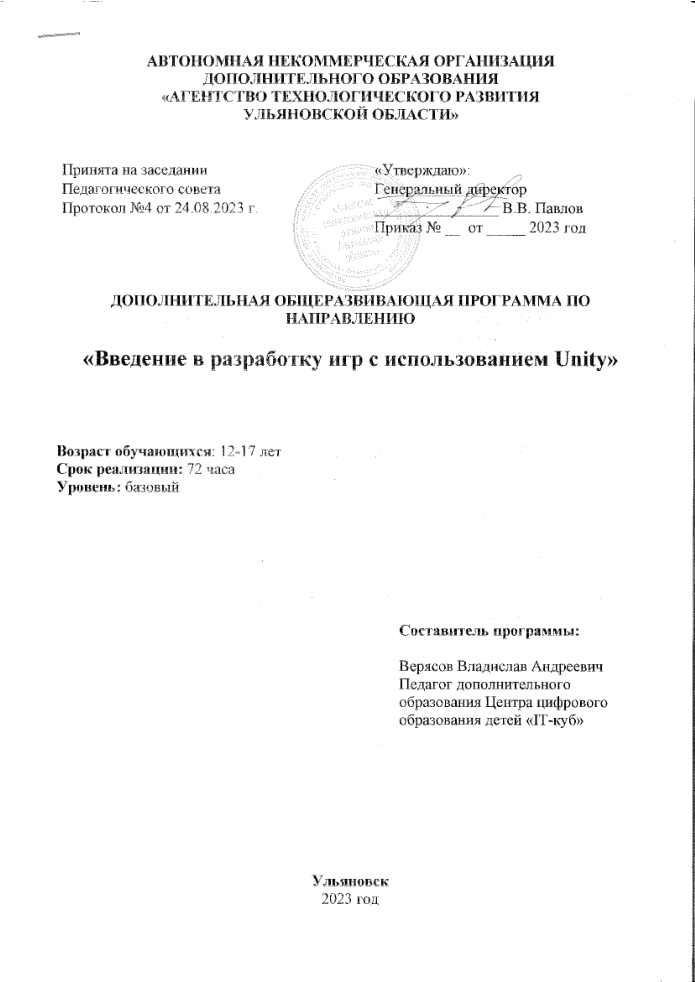 АВТОНОМНАЯ НЕКОММЕРЧЕСКАЯ ОРГАНИЗАЦИЯ
ДОПОЛНИТЕЛЬНОГО ОБРАЗОВАНИЯ
«АГЕНТСТВО ТЕХНОЛОГИЧЕСКОГО РАЗВИТИЯ
УЛЬЯНОВСКОЙ ОБЛАСТИ»
Принята на заседании
Педагогического совета
Протокол №4 от 24.08.2023 г.
«Утверждаю»:
Генеральный директор
________________ В.В. Павлов
Приказ № __ от _____ 2023 год
ДОПОЛНИТЕЛЬНАЯ ОБЩЕРАЗВИВАЮЩАЯ ПРОГРАММА ПО
НАПРАВЛЕНИЮ
«Введение в разработку игр с использованием Unity»
Возраст обучающихся: 12-17 лет
Срок реализации: 72 часа
Уровень: базовый
Составитель программы:
Верясов Владислав Андреевич
Педагог дополнительного
образования Центра цифрового
образования детей «IT-куб»
Ульяновск
2023 год